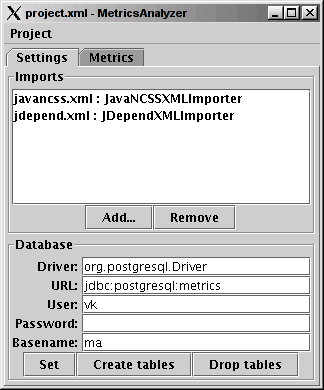 project.xml - MetricsAnalyzer
Project
Settings Metrics
Imports
javancss.xml : JavaNCSSXMLImporter
jdepend.xml : JDependXMLImporter
Add... Remove
Database
Driver: org.postgresql.Driver
URL: jdbc:postgresql:metrics
User: vk
Password:
Basename: ma
Set Create tables Drop tables